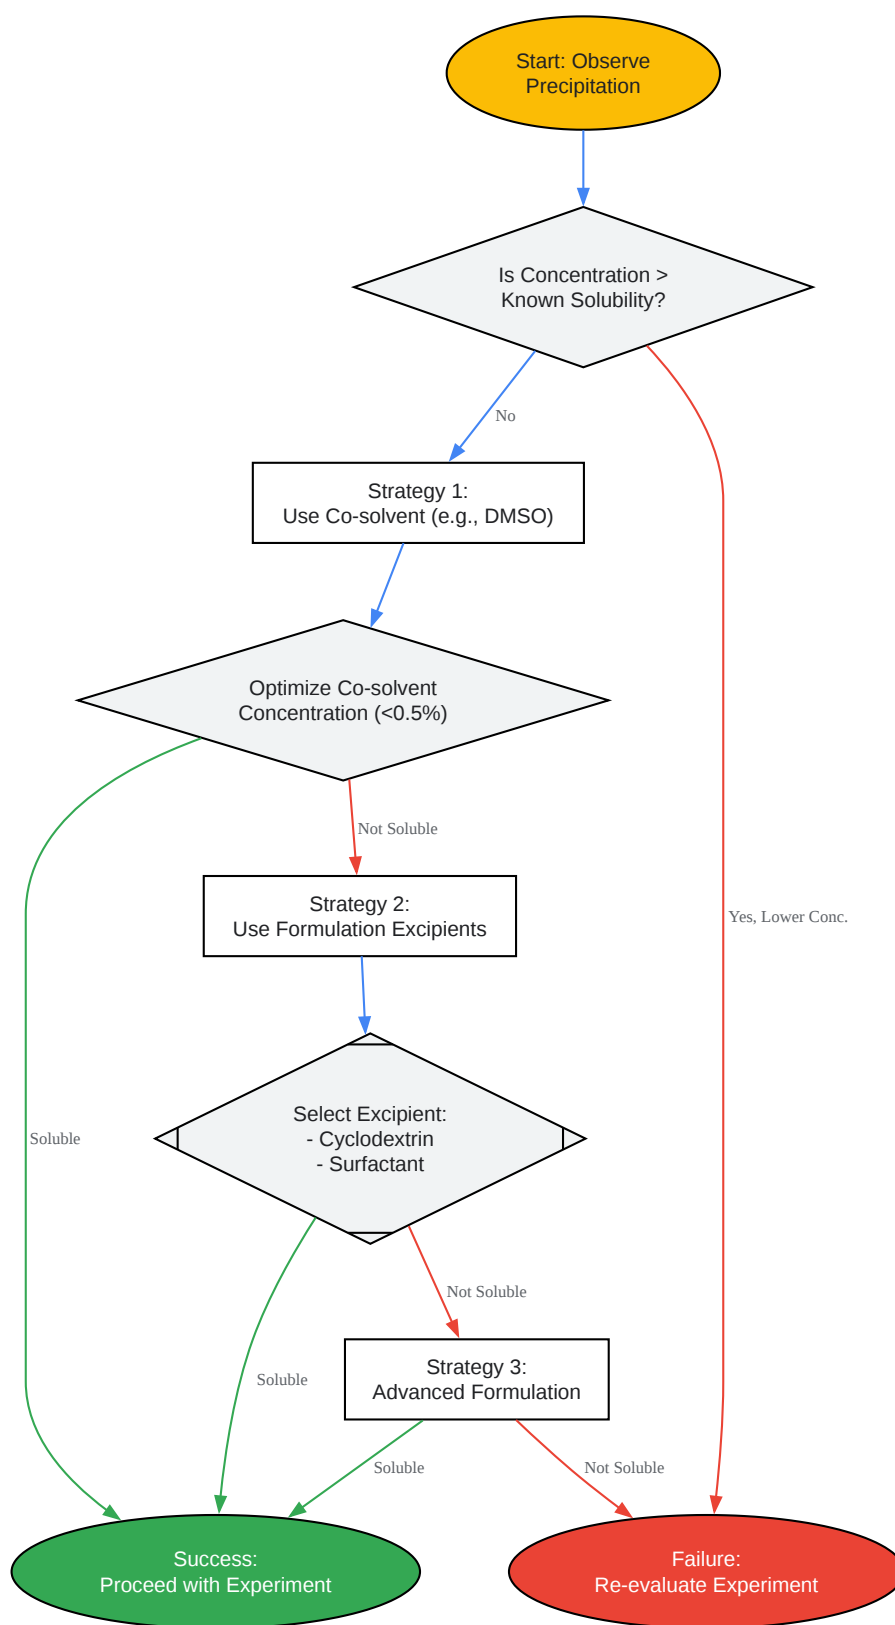 Start: Observe
Precipitation
Is Concentration >
Known Solubility?
No
Strategy 1:
Use Co-solvent (e.g., DMSO)
Optimize Co-solvent
Concentration (<0.5%)
Not Soluble
Strategy 2:
Use Formulation Excipients
Yes, Lower Conc.
Select Excipient:
- Cyclodextrin
- Surfactant
Soluble
Not Soluble
Strategy 3:
Advanced Formulation
Soluble
Soluble
Not Soluble
Success:
Proceed with Experiment
Failure:
Re-evaluate Experiment